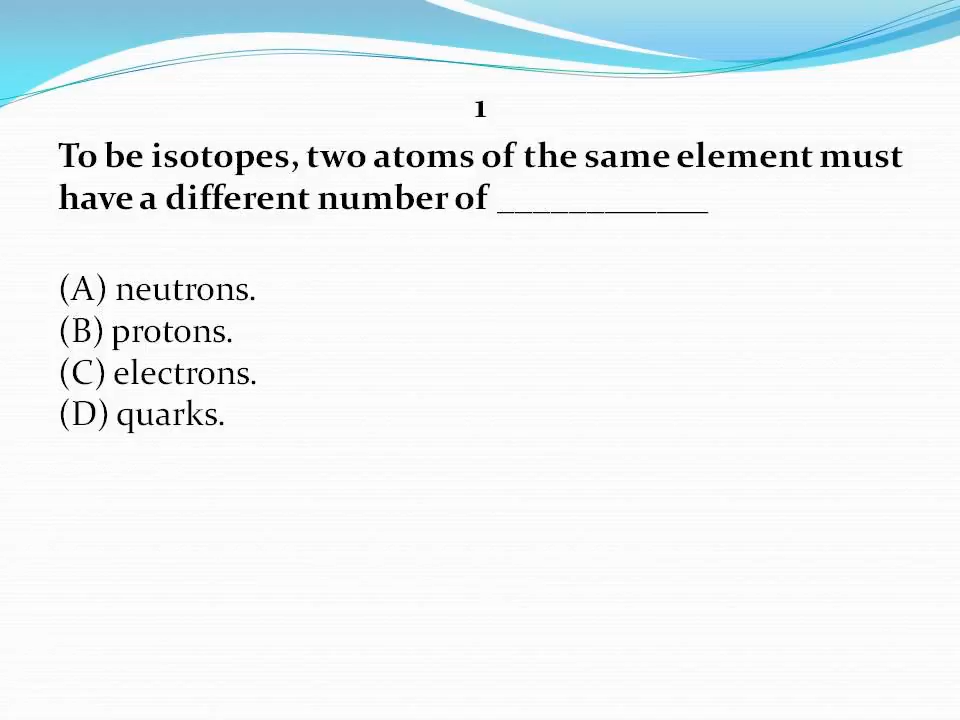 1
To be isotopes, two atoms of the same element must
have a different number of ____________
(A) neutrons.
(B) protons.
(C) electrons.
(D) quarks.